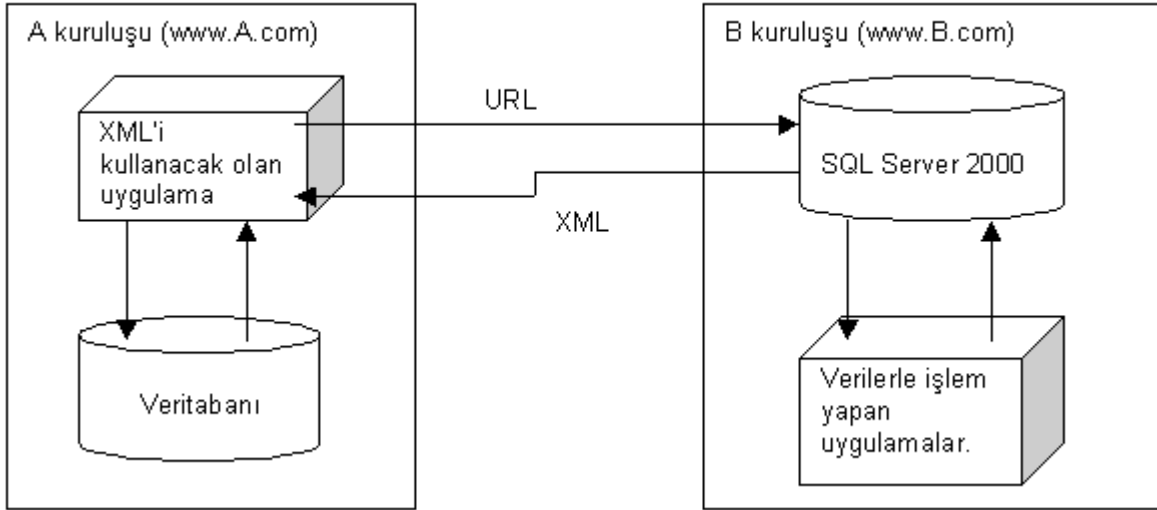 A kuruluşu (www.A.com)
XML'i
kullanacak olan
uygulama
Veritabanı
URL
XML
B kuruluşu (www.B.com)
SQL Server 2000
Verilerle işlem
yapan
uygulamalar.